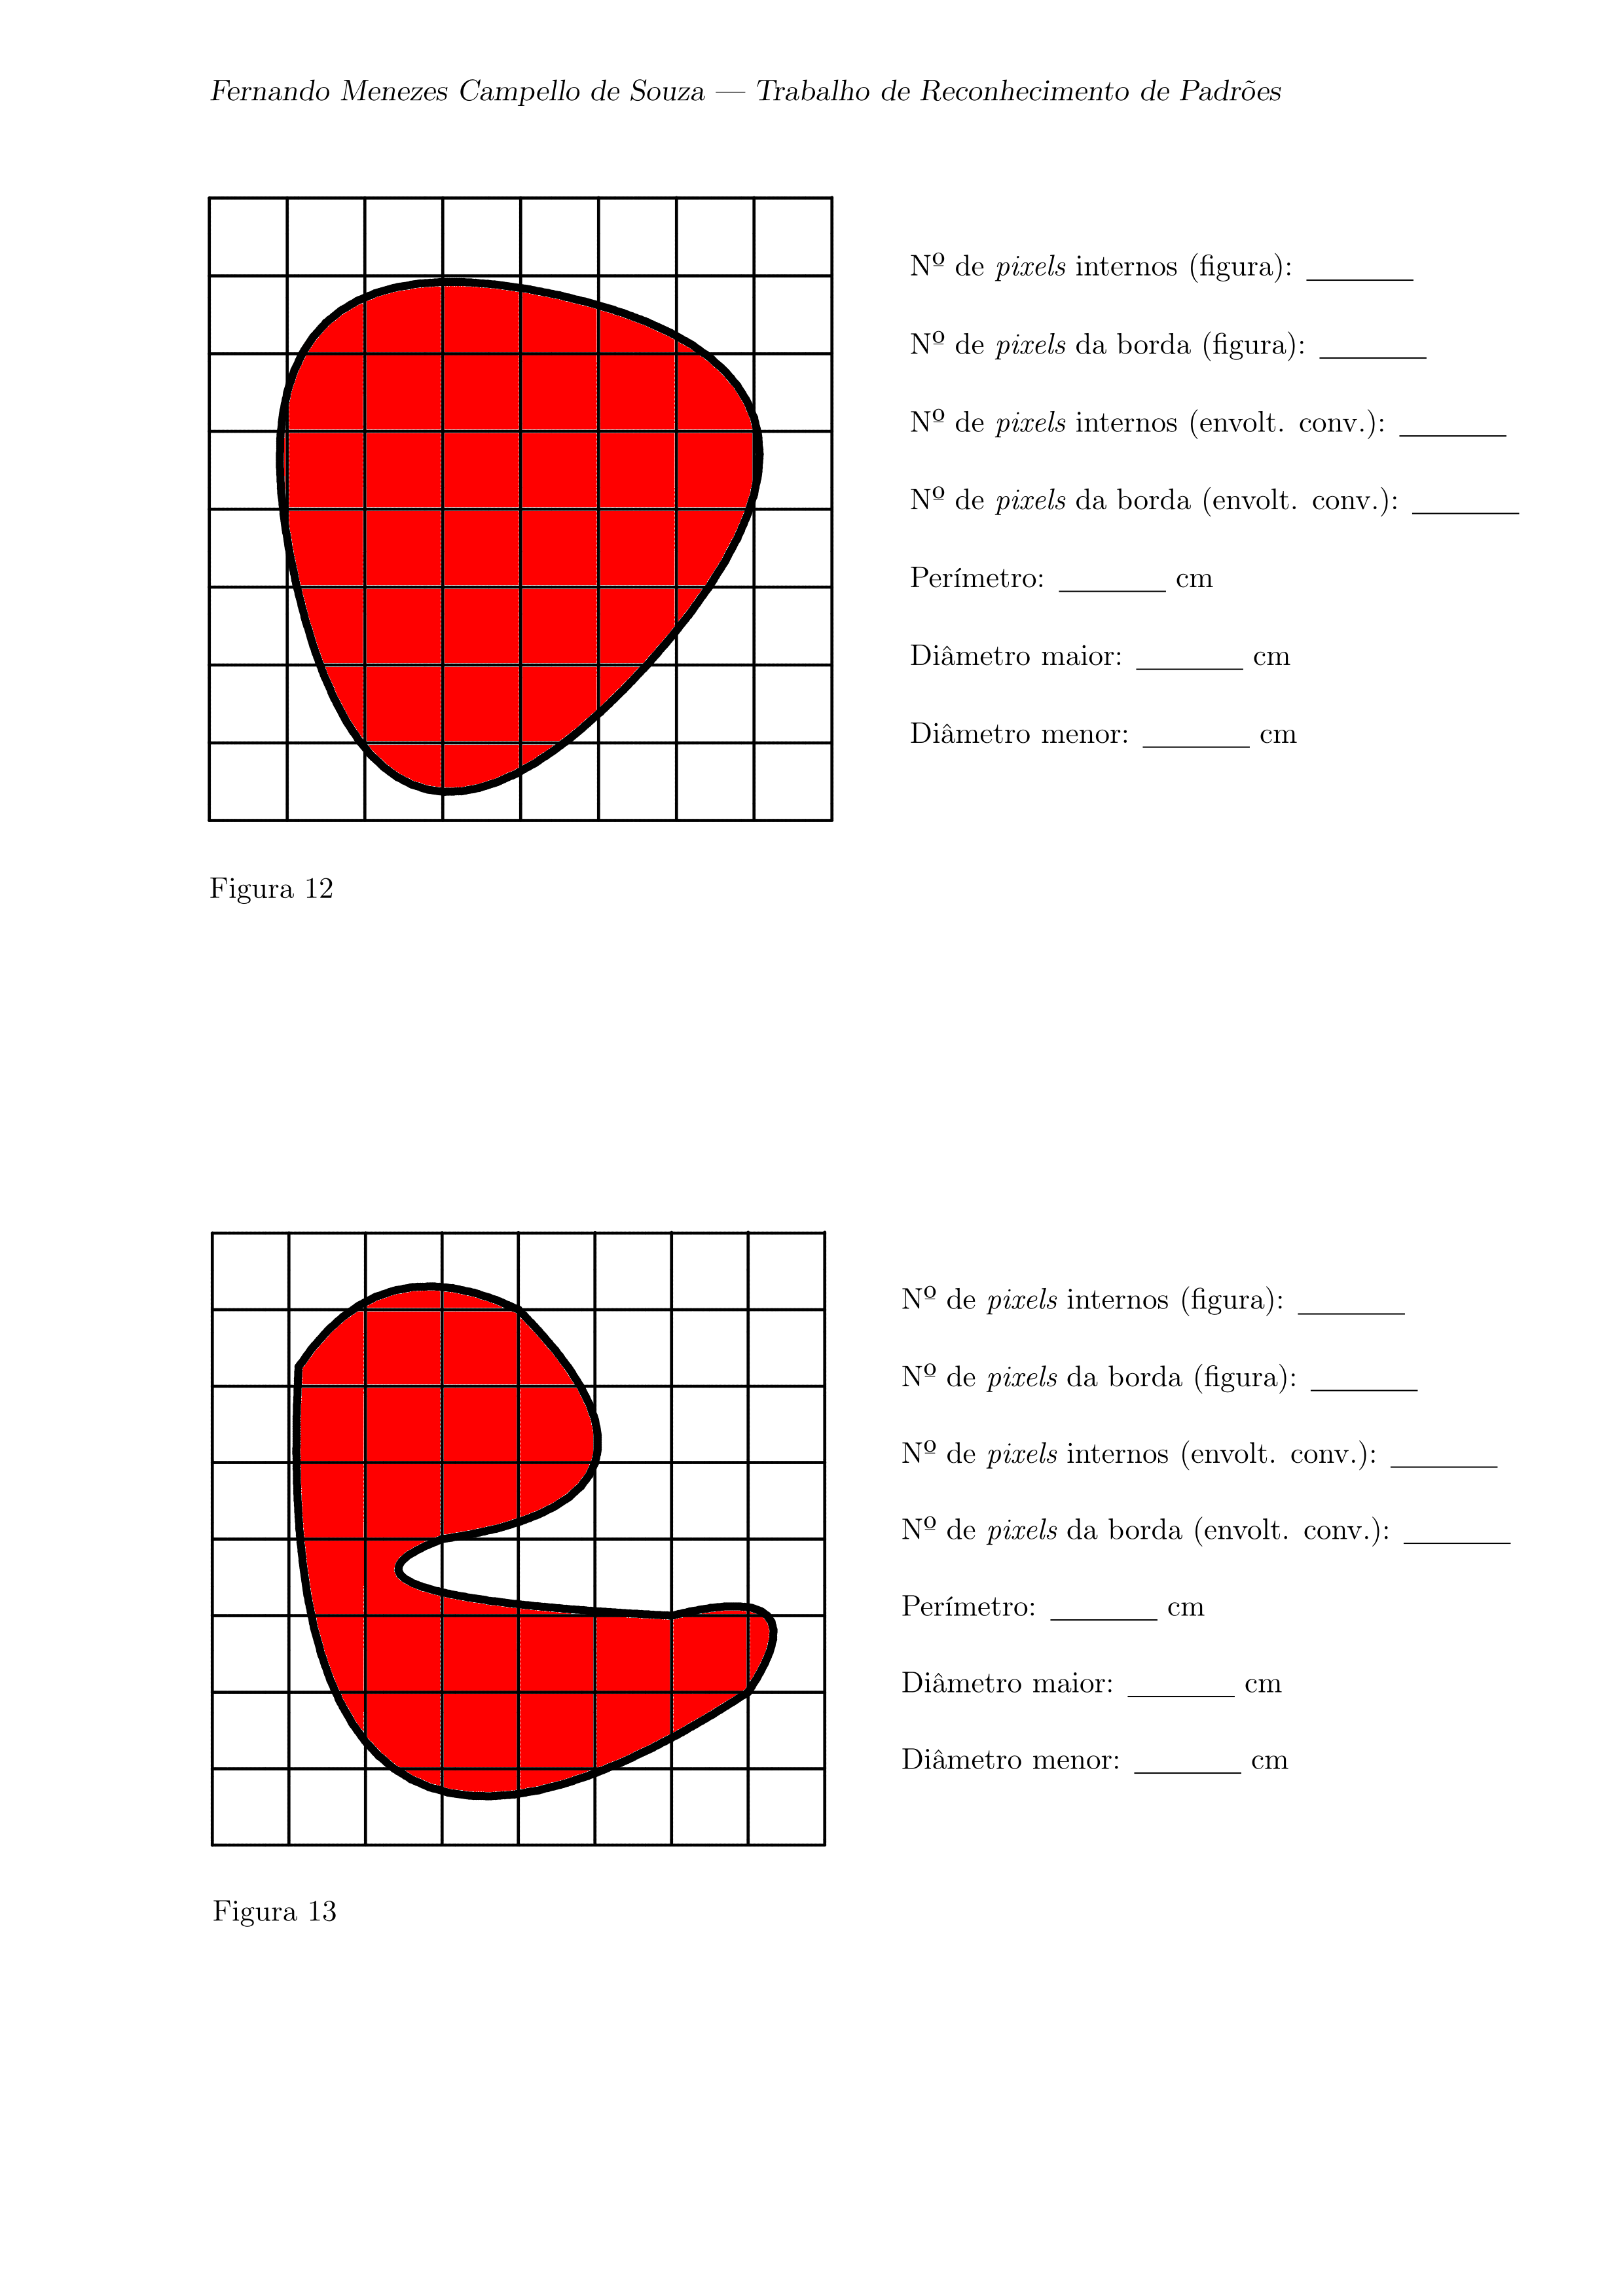 Fernando Menezes Campello de Souza — Trabalho de Reconhecimento de Padrões
Nº de pixels internos (figura): _______
Nº de pixels da borda (figura): _______
Nº de pixels internos (envolt. conv.): _______
Nº de pixels da borda (envolt. conv.): _______
Perímetro: _______ cm
Diâmetro maior: _______ cm
Diâmetro menor: _______ cm
Figura 12
Nº de pixels internos (figura): _______
Nº de pixels da borda (figura): _______
Nº de pixels internos (envolt. conv.): _______
Nº de pixels da borda (envolt. conv.): _______
Perímetro: _______ cm
Diâmetro maior: _______ cm
Diâmetro menor: _______ cm
Figura 13